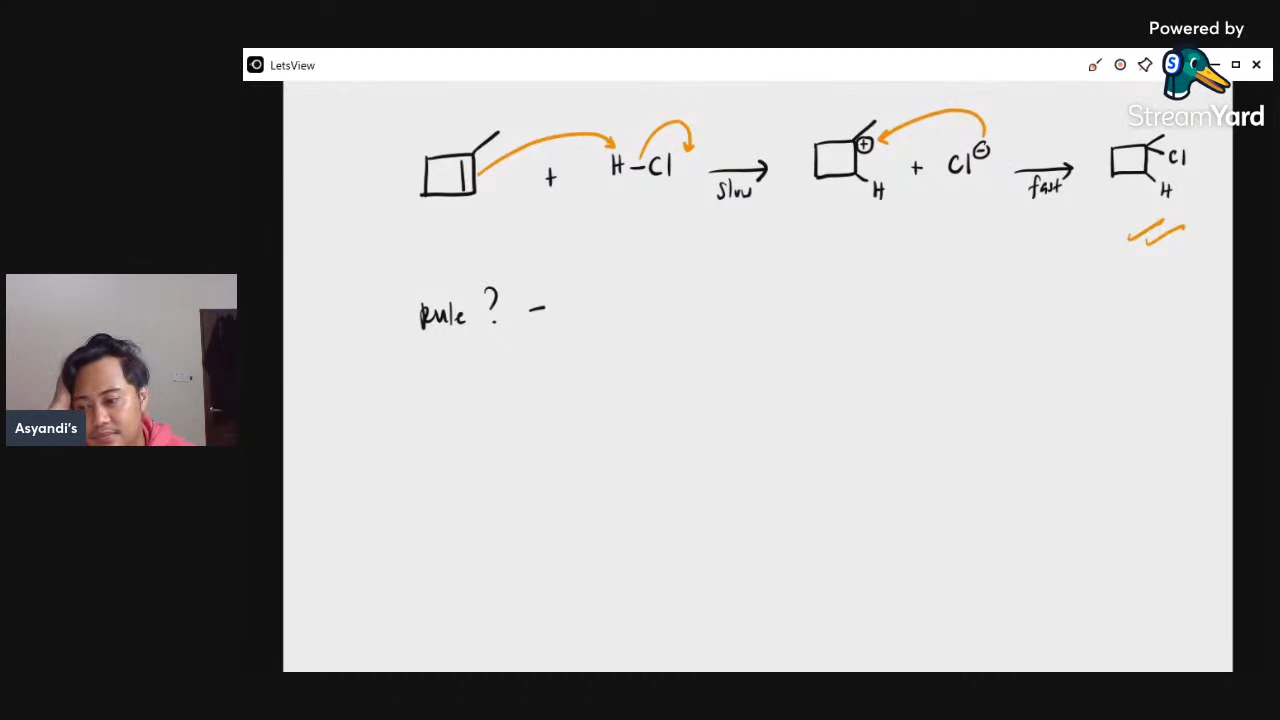 Powered by
LetsView
StreamYard
+ H-Cl slow ⊕ H + Cl⊖ fast Cl H
Rule ? -
Asyandi's